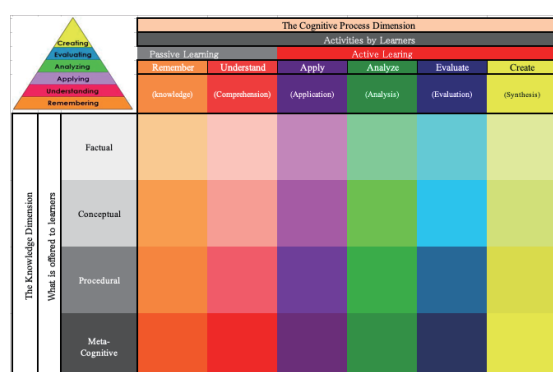 Creating
Evaluating
Analyzing
Applying
Understanding
Remembering
The Cognitive Process Dimension
Activities by Learners
Passive Learning
Active Learing
Remember
Understand
Apply
Analyze
Evaluate
Create
(knowledge)
(Comprehension)
(Application)
(Analysis)
(Evaluation)
(Synthesis)
The Knowledge Dimension
What is offered to learners
Factual
Conceptual
Procedural
Meta-
Cognitive